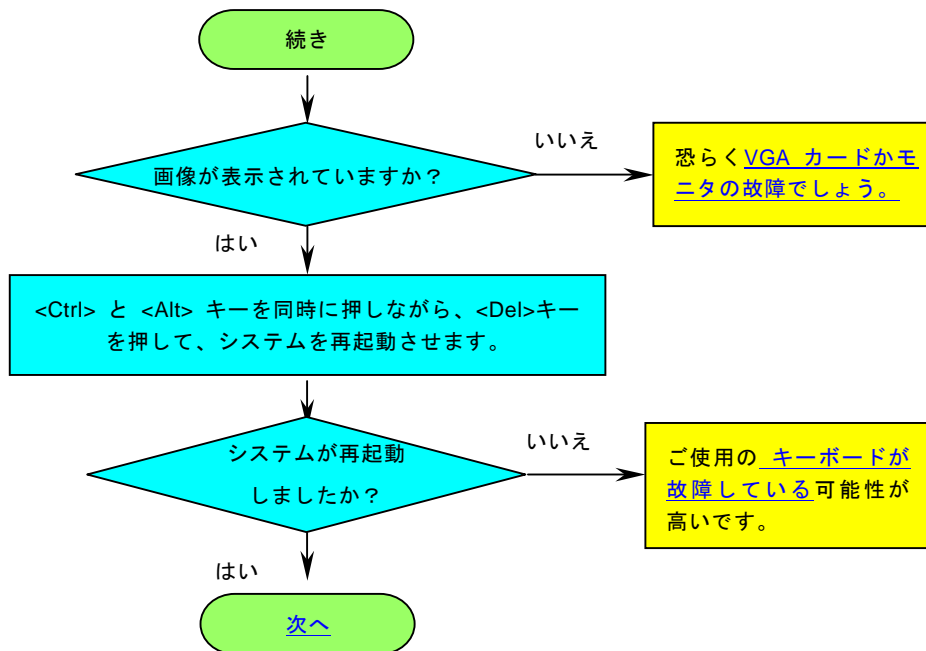 続き
画像が表示されていますか？
いいえ
恐らくVGA カードかモ
ニタの故障でしょう。
はい
<Ctrl> と <Alt> キーを同時に押しながら、<Del>キー
を押して、システムを再起動させます。
システムが再起動
しましたか？
いいえ
ご使用の キーボードが
故障している可能性が
高いです。
はい
次へ